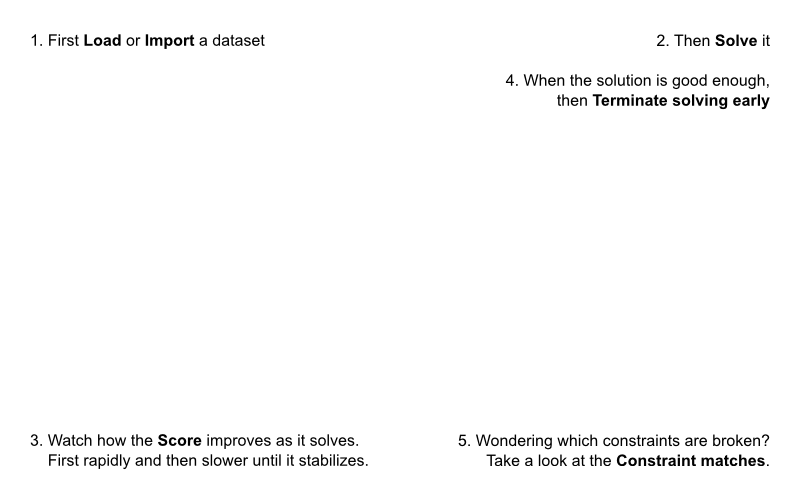 1. First Load or Import a dataset
2. Then Solve it
4. When the solution is good enough,
then Terminate solving early
3. Watch how the Score improves as it solves.
First rapidly and then slower until it stabilizes.
5. Wondering which constraints are broken?
Take a look at the Constraint matches.